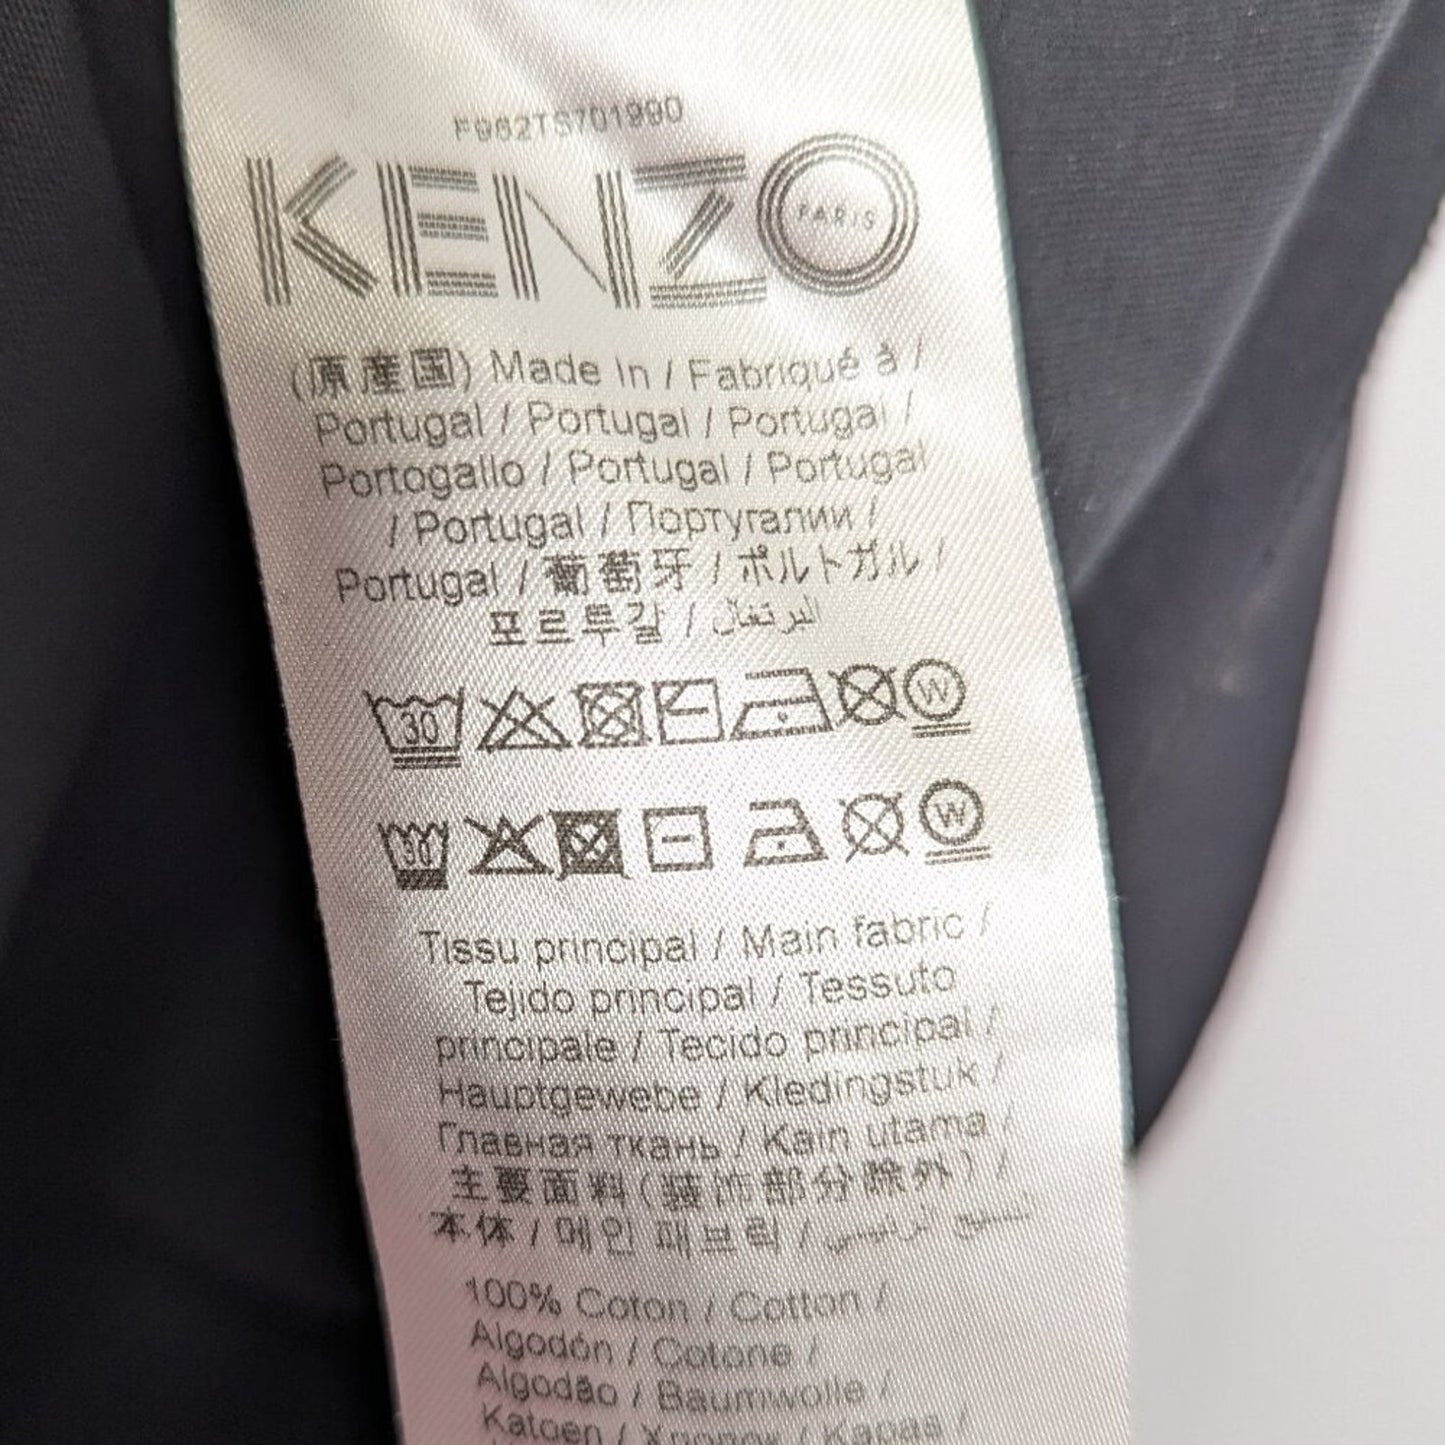 F962TS701990
KENZO
PARIS
(原産国) Made In / Fabriqué à /
Portugal / Portugal / Portugal /
Portogallo / Portugal / Portugal
/ Portugal / Португалии /
Portugal / 葡萄牙 / ポルトガル /
포르투갈 / البرتغال
30 W
30 W
Tissu principal / Main fabric /
Tejido principal / Tessuto
principale / Tecido principal /
Hauptgewebe / Kledingstuk /
Главная ткань / Kain utama /
主要面料(装饰部分除外) /
本体 / 메인 패브릭 /
100% Coton / Cotton /
Algodón / Cotone /
Algodão / Baumwolle /
Katoen / Хлопок / Kapas /